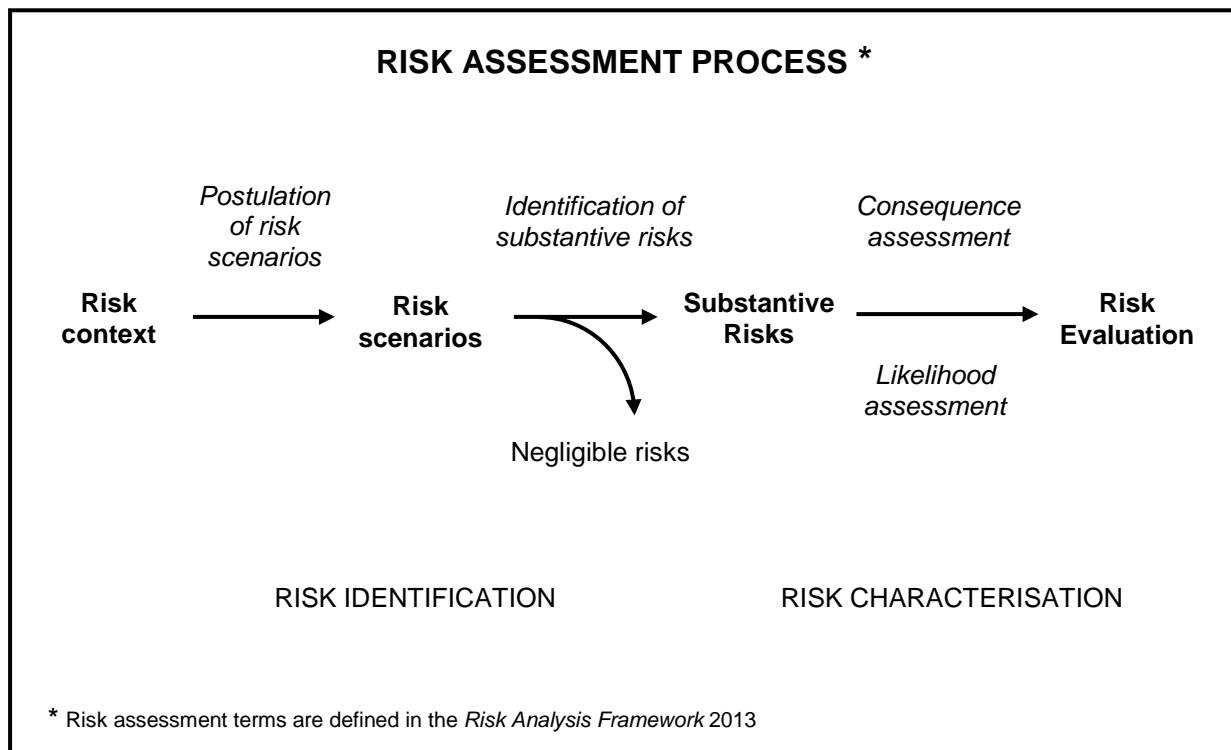 RISK ASSESSMENT PROCESS *
Postulation
of risk
scenarios
Identification of
substantive risks
Consequence
assessment
Risk
context
Risk
scenarios
Substantive
Risks
Risk
Evaluation
Likelihood
assessment
Negligible risks
RISK IDENTIFICATION
RISK CHARACTERISATION
* Risk assessment terms are defined in the Risk Analysis Framework 2013